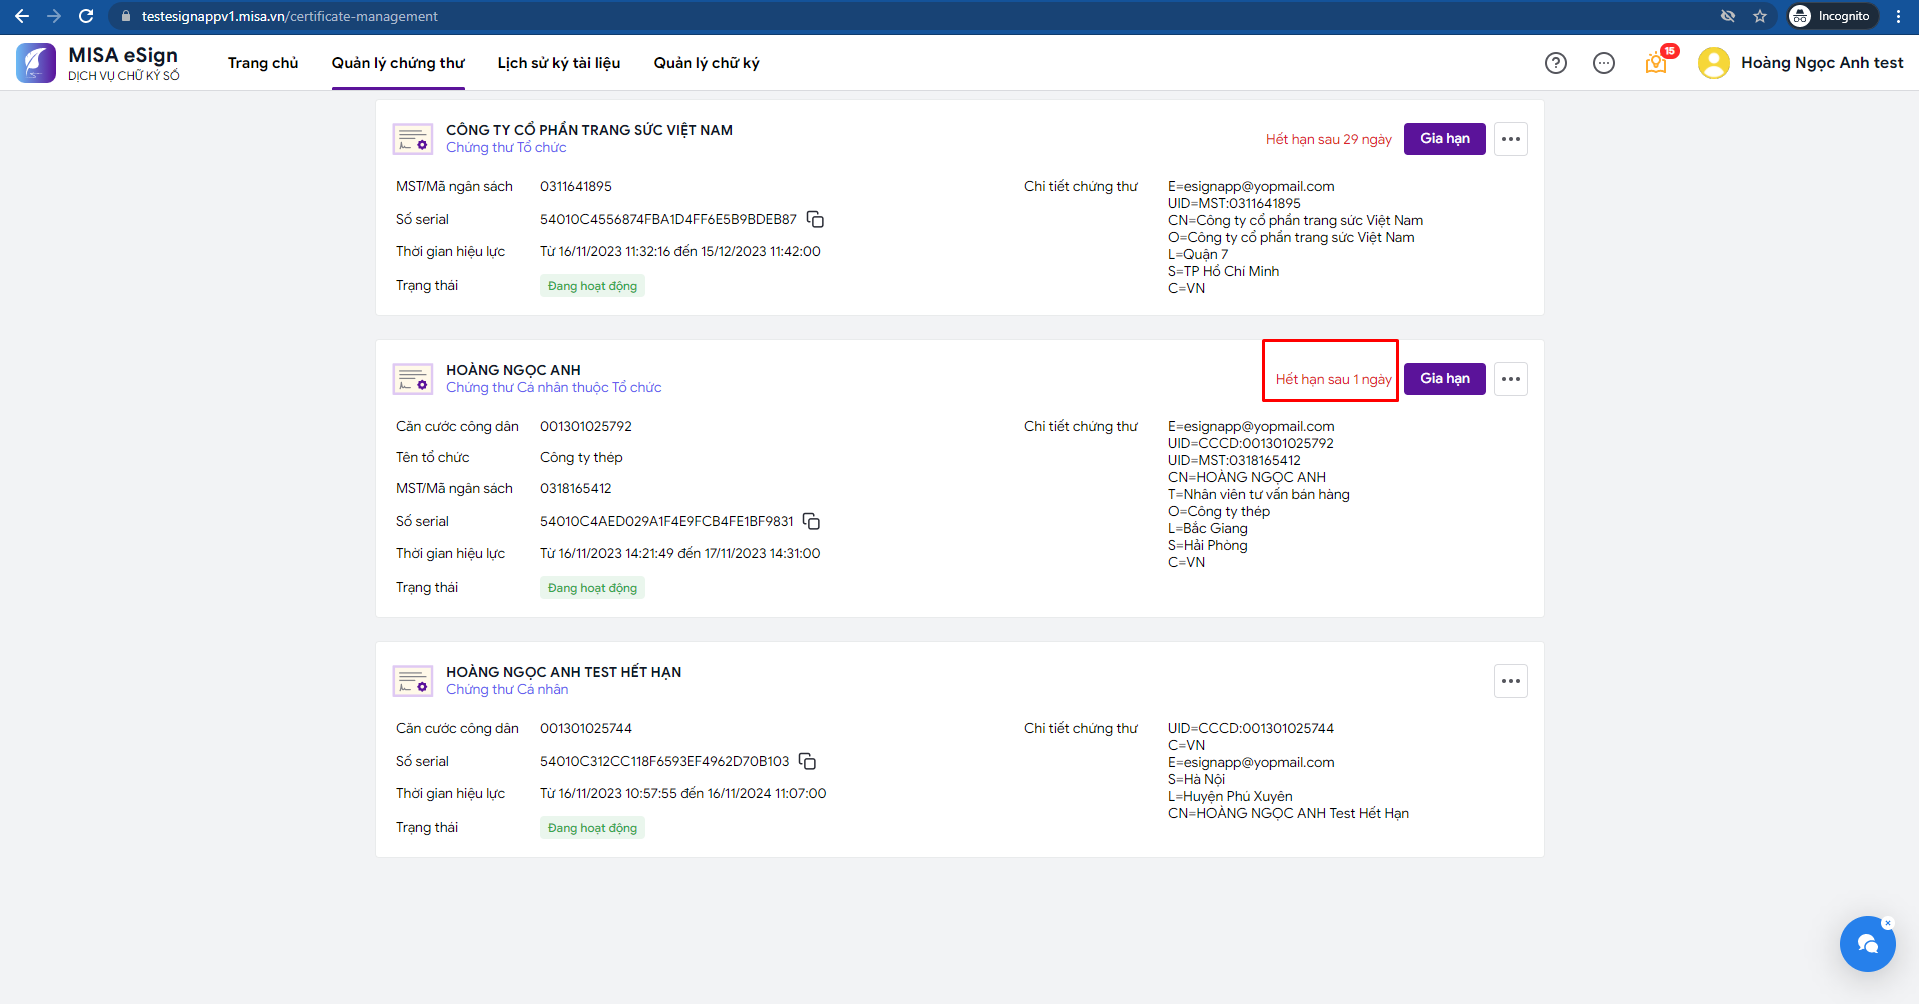 testesignappv1.misa.vn/certificate-management
Incognito
MISA eSign
DỊCH VỤ CHỮ KÝ SỐ
Trang chủ
Quản lý chứng thư
Lịch sử ký tài liệu
Quản lý chữ ký
15
Hoàng Ngọc Anh test
CÔNG TY CỔ PHẦN TRANG SỨC VIỆT NAM
Chứng thư Tổ chức
Hết hạn sau 29 ngày
Gia hạn
MST/Mã ngân sách 0311641895
Số serial 54010C4556874FBA1D4FF6E5B9BDEB87
Thời gian hiệu lực Từ 16/11/2023 11:32:16 đến 15/12/2023 11:42:00
Trạng thái Đang hoạt động
Chi tiết chứng thư
E=esignapp@yopmail.com
UID=MST:0311641895
CN=Công ty cổ phần trang sức Việt Nam
O=Công ty cổ phần trang sức Việt Nam
L=Quận 7
S=TP Hồ Chí Minh
C=VN
HOÀNG NGỌC ANH
Chứng thư Cá nhân thuộc Tổ chức
Hết hạn sau 1 ngày
Gia hạn
Căn cước công dân 001301025792
Tên tổ chức Công ty thép
MST/Mã ngân sách 0318165412
Số serial 54010C4AED029A1F4E9FCB4FE1BF9831
Thời gian hiệu lực Từ 16/11/2023 14:21:49 đến 17/11/2023 14:31:00
Trạng thái Đang hoạt động
Chi tiết chứng thư
E=esignapp@yopmail.com
UID=CCCD:001301025792
UID=MST:0318165412
CN=HOÀNG NGỌC ANH
T=Nhân viên tư vấn bán hàng
O=Công ty thép
L=Bắc Giang
S=Hải Phòng
C=VN
HOÀNG NGỌC ANH TEST HẾT HẠN
Chứng thư Cá nhân
Căn cước công dân 001301025744
Số serial 54010C312CC118F6593EF4962D70B103
Thời gian hiệu lực Từ 16/11/2023 10:57:55 đến 16/11/2024 11:07:00
Trạng thái Đang hoạt động
Chi tiết chứng thư
UID=CCCD:001301025744
C=VN
E=esignapp@yopmail.com
S=Hà Nội
L=Huyện Phú Xuyên
CN=HOÀNG NGỌC ANH Test Hết Hạn